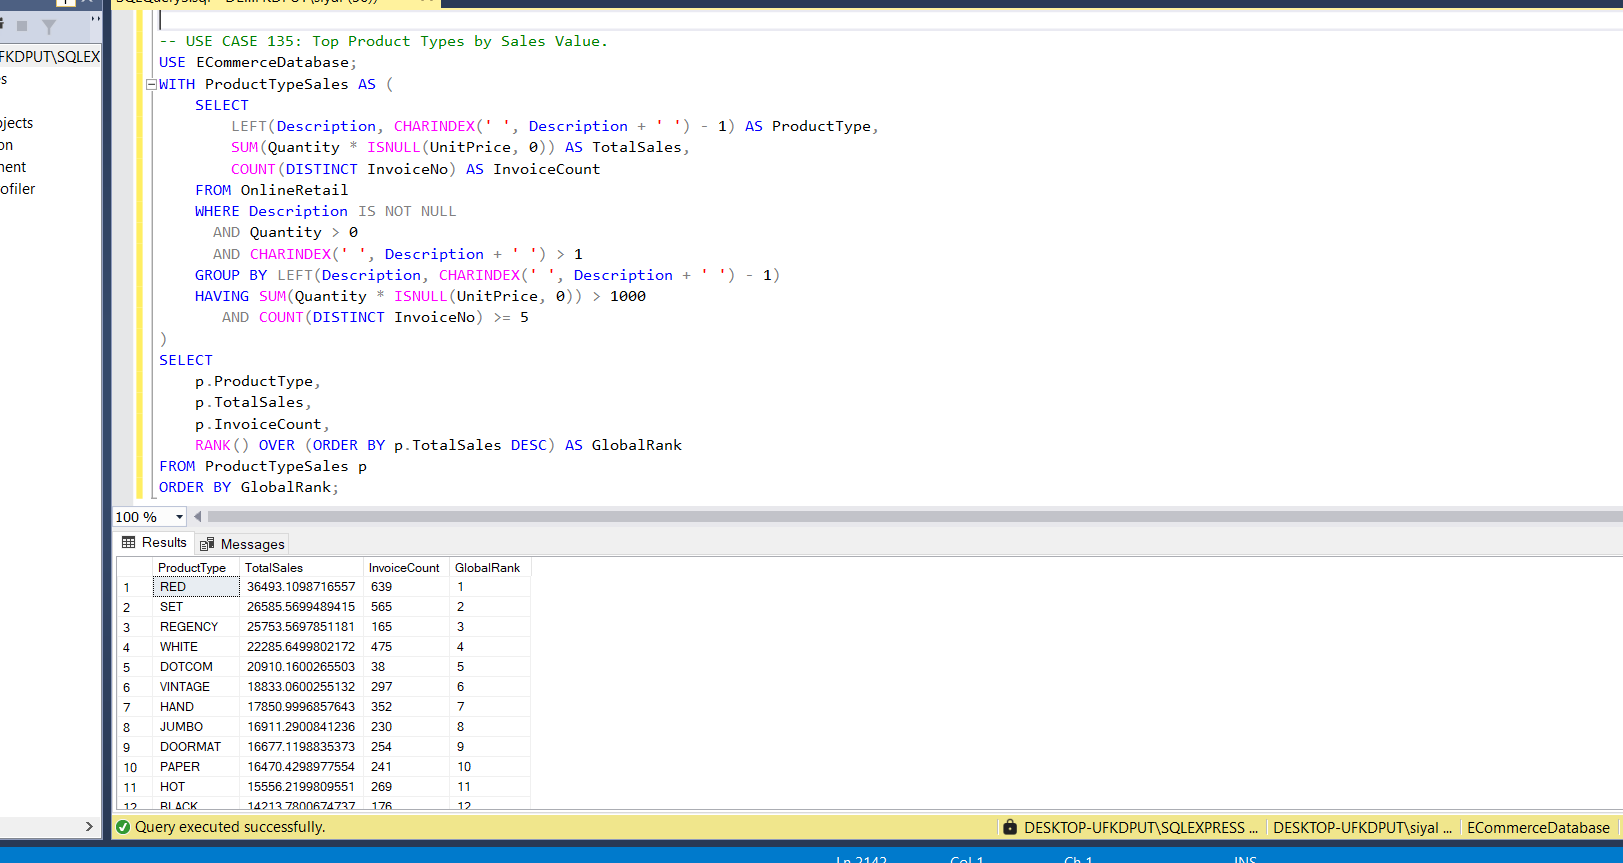 FKDPUT\SQLEX
es
jects
on
ment
ofiler
-- USE CASE 135: Top Product Types by Sales Value.
USE ECommerceDatabase;
WITH ProductTypeSales AS (
SELECT
LEFT(Description, CHARINDEX(' ', Description + ' ') - 1) AS ProductType,
SUM(Quantity * ISNULL(UnitPrice, 0)) AS TotalSales,
COUNT(DISTINCT InvoiceNo) AS InvoiceCount
FROM OnlineRetail
WHERE Description IS NOT NULL
AND Quantity > 0
AND CHARINDEX(' ', Description + ' ') > 1
GROUP BY LEFT(Description, CHARINDEX(' ', Description + ' ') - 1)
HAVING SUM(Quantity * ISNULL(UnitPrice, 0)) > 1000
AND COUNT(DISTINCT InvoiceNo) >= 5
)
SELECT
p.ProductType,
p.TotalSales,
p.InvoiceCount,
RANK() OVER (ORDER BY p.TotalSales DESC) AS GlobalRank
FROM ProductTypeSales p
ORDER BY GlobalRank;
100 %
Results Messages
ProductType TotalSales InvoiceCount GlobalRank
1 RED 36493.1098716557 639 1
2 SET 26585.5699489415 565 2
3 REGENCY 25753.5697851181 165 3
4 WHITE 22285.6499802172 475 4
5 DOTCOM 20910.1600265503 38 5
6 VINTAGE 18833.0600255132 297 6
7 HAND 17850.9996857643 352 7
8 JUMBO 16911.2900841236 230 8
9 DOORMAT 16677.1198835373 254 9
10 PAPER 16470.4298977554 241 10
11 HOT 15556.2199809551 269 11
12 BLACK 14213.7800674737 176 12
Query executed successfully. DESKTOP-UFKDPUT\SQLEXPRESS ... DESKTOP-UFKDPUT\siyal ... ECommerceDatabase
Ln 2142 Col 1 Ch 1 INS